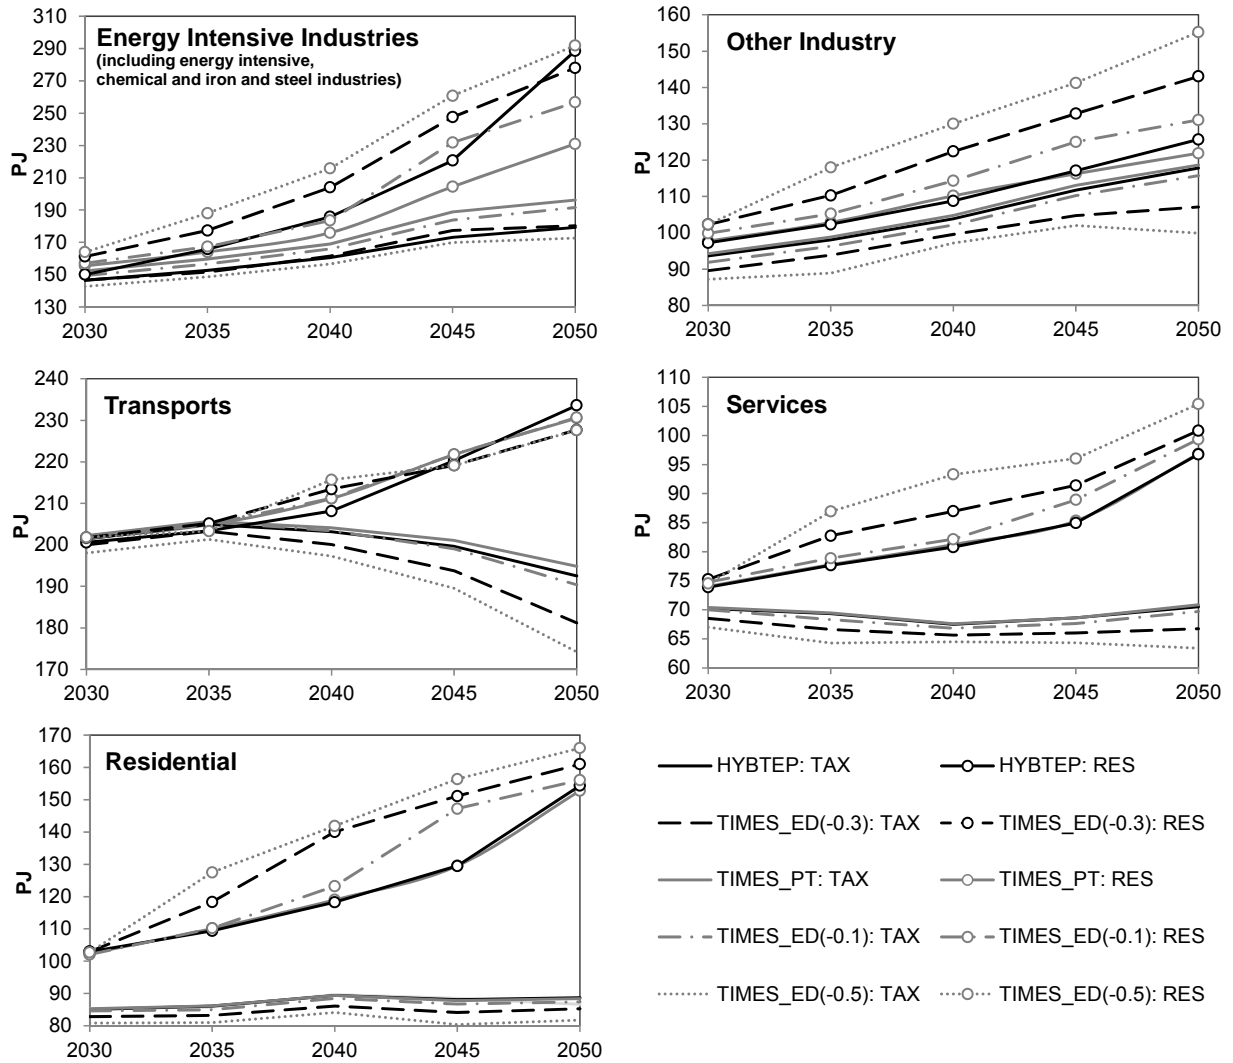 Energy Intensive Industries
(including energy intensive,
chemical and iron and steel industries)
PJ
310
290
270
250
230
210
190
170
150
130
2030 2035 2040 2045 2050
Other Industry
PJ
160
150
140
130
120
110
100
90
80
2030 2035 2040 2045 2050
Transports
PJ
240
230
220
210
200
190
180
170
2030 2035 2040 2045 2050
Services
PJ
110
105
100
95
90
85
80
75
70
65
60
2030 2035 2040 2045 2050
Residential
PJ
170
160
150
140
130
120
110
100
90
80
2030 2035 2040 2045 2050
HYBTEP: TAX
HYBTEP: RES
TIMES_ED(-0.3): TAX
TIMES_ED(-0.3): RES
TIMES_PT: TAX
TIMES_PT: RES
TIMES_ED(-0.1): TAX
TIMES_ED(-0.1): RES
TIMES_ED(-0.5): TAX
TIMES_ED(-0.5): RES